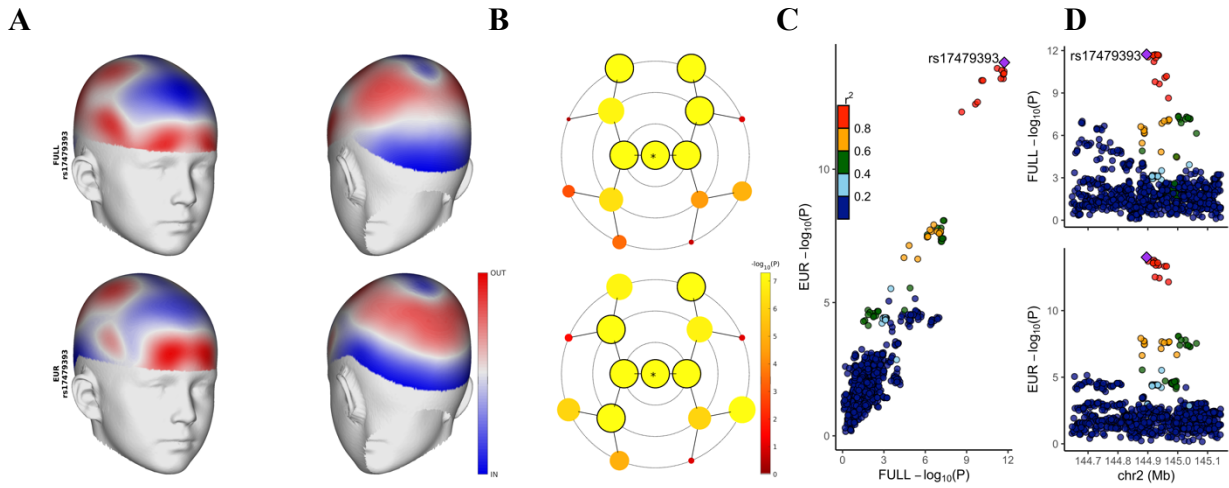 A
B
C
D
FULL
rs17479393
EUR
rs17479393
OUT
IN
*
*
-log₁₀(P)
7
6
5
4
3
2
1
0
rs17479393
r²
0.8
0.6
0.4
0.2
EUR −log₁₀(P)
10
5
0
0
3
6
9
12
FULL −log₁₀(P)
rs17479393
FULL −log₁₀(P)
12
9
6
3
0
EUR −log₁₀(P)
10
5
0
144.7 144.8 144.9 145.0 145.1
chr2 (Mb)